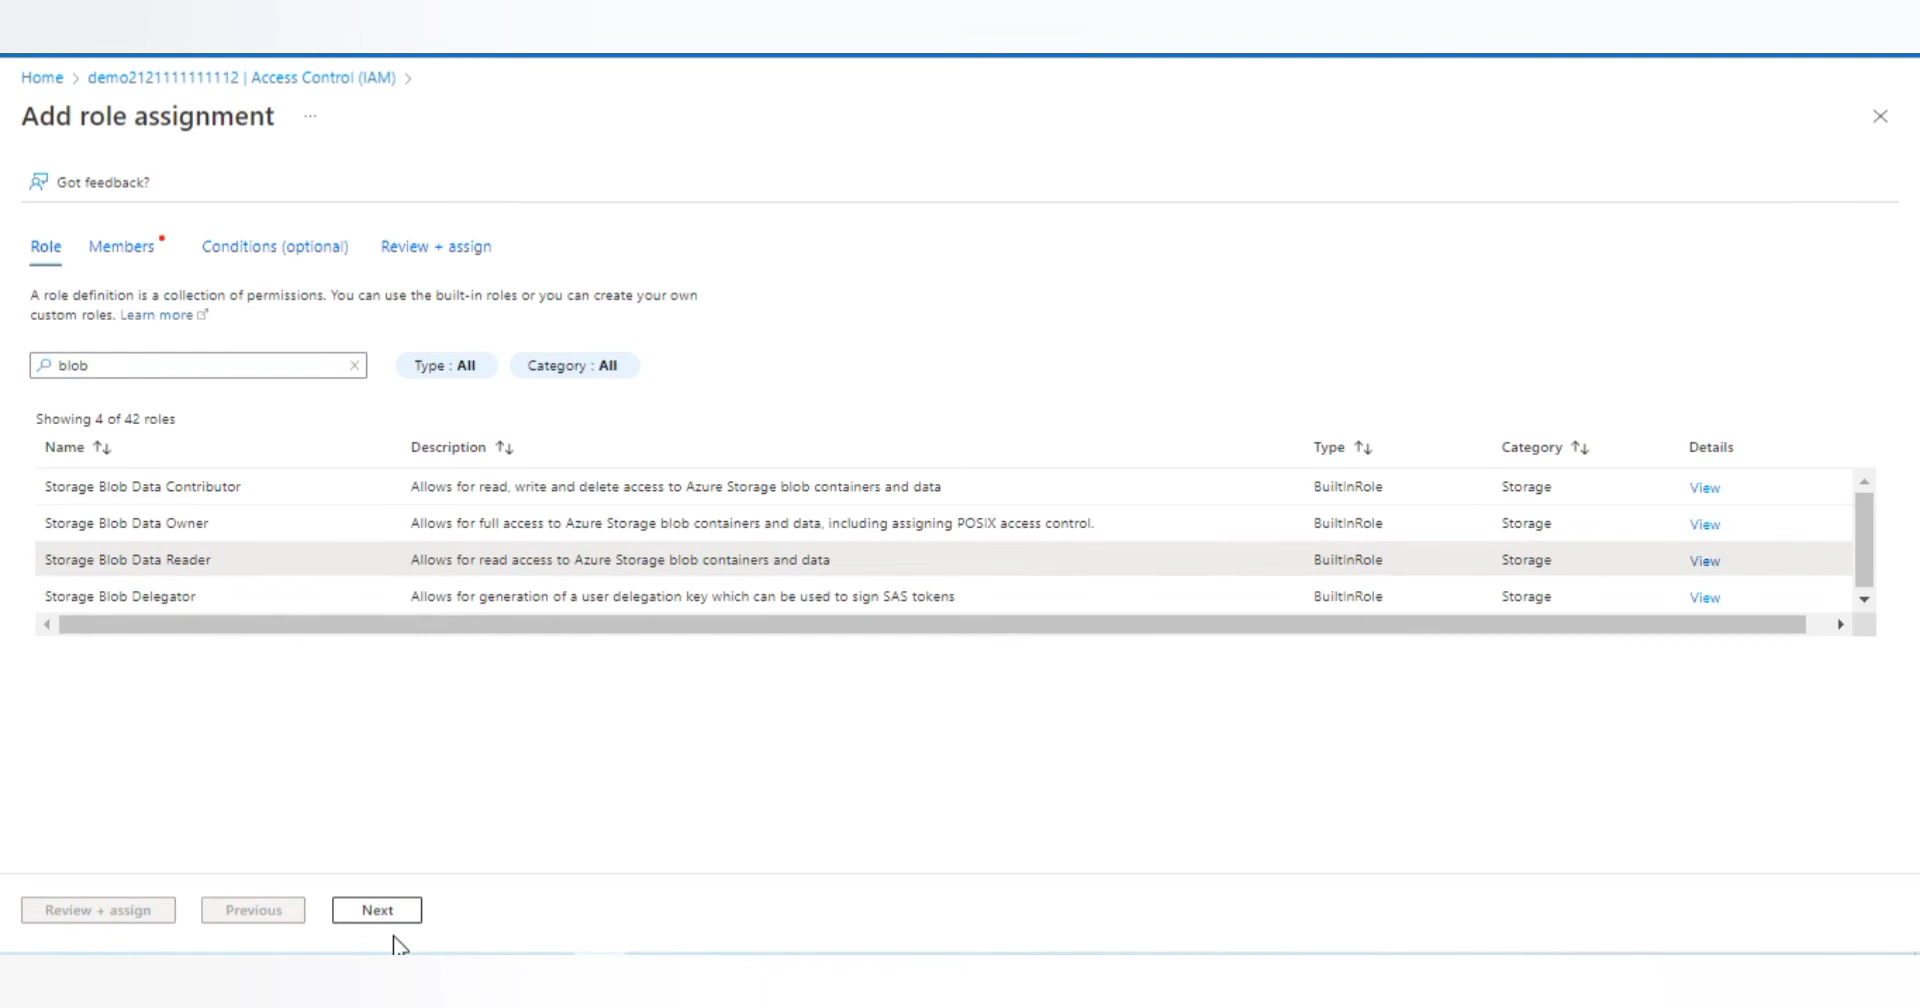 Home > demo2121111111112 | Access Control (IAM) >
Add role assignment ...
Got feedback?
Role Members Conditions (optional) Review + assign
A role definition is a collection of permissions. You can use the built-in roles or you can create your own
custom roles. Learn more
blob Type : All Category : All
Showing 4 of 42 roles
Name Description Type Category Details
Storage Blob Data Contributor Allows for read, write and delete access to Azure Storage blob containers and data BuiltInRole Storage View
Storage Blob Data Owner Allows for full access to Azure Storage blob containers and data, including assigning POSIX access control. BuiltInRole Storage View
Storage Blob Data Reader Allows for read access to Azure Storage blob containers and data BuiltInRole Storage View
Storage Blob Delegator Allows for generation of a user delegation key which can be used to sign SAS tokens BuiltInRole Storage View
Review + assign Previous Next